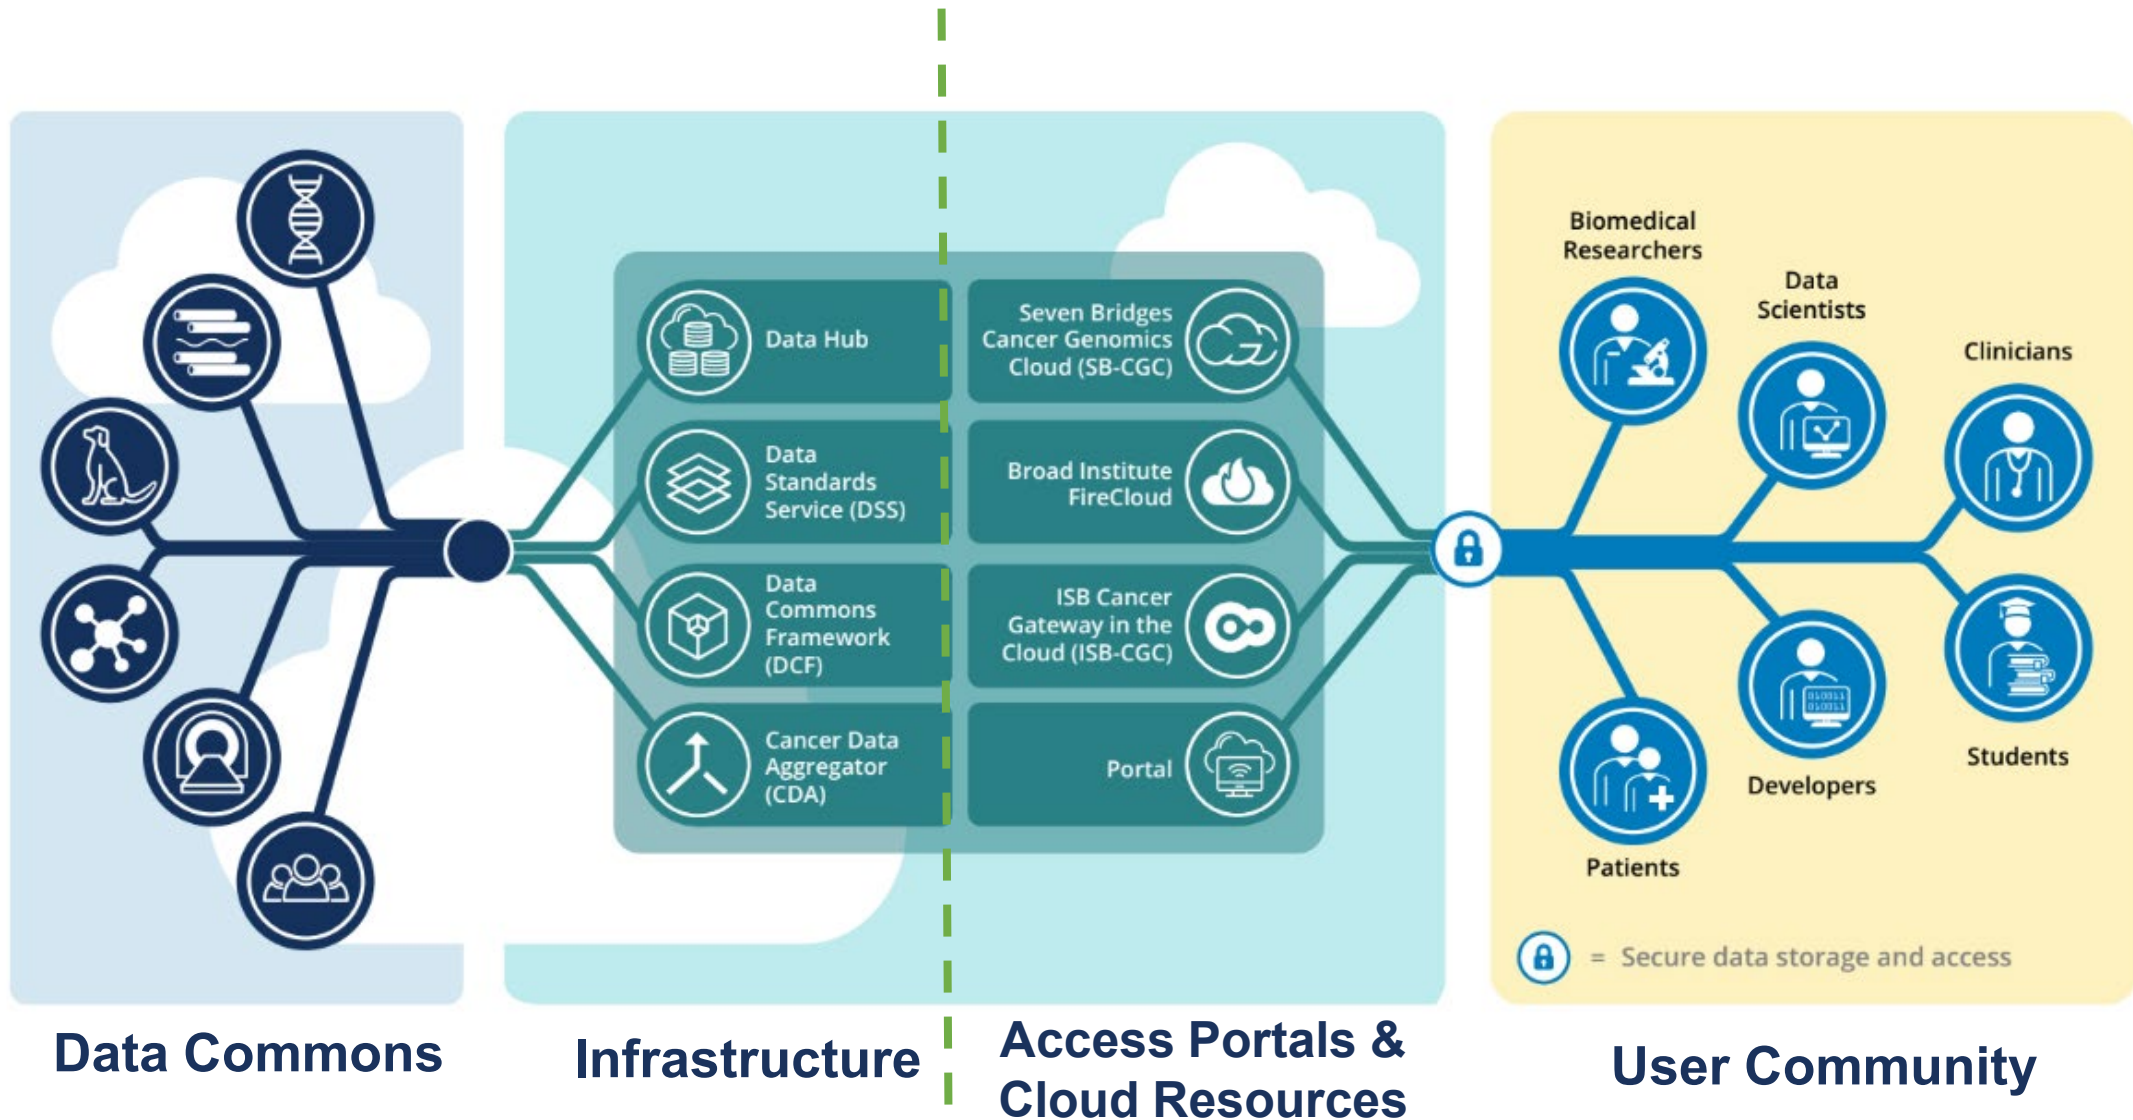 Data Hub
Data
Standards
Service (DSS)
Data
Commons
Framework
(DCF)
Cancer Data
Aggregator
(CDA)
Seven Bridges
Cancer Genomics
Cloud (SB-CGC)
Broad Institute
FireCloud
ISB Cancer
Gateway in the
Cloud (ISB-CGC)
Portal
Biomedical
Researchers
Data
Scientists
Clinicians
010011
010011
Patients
Developers
Students
= Secure data storage and access
Data Commons
Infrastructure
Access Portals &
Cloud Resources
User Community